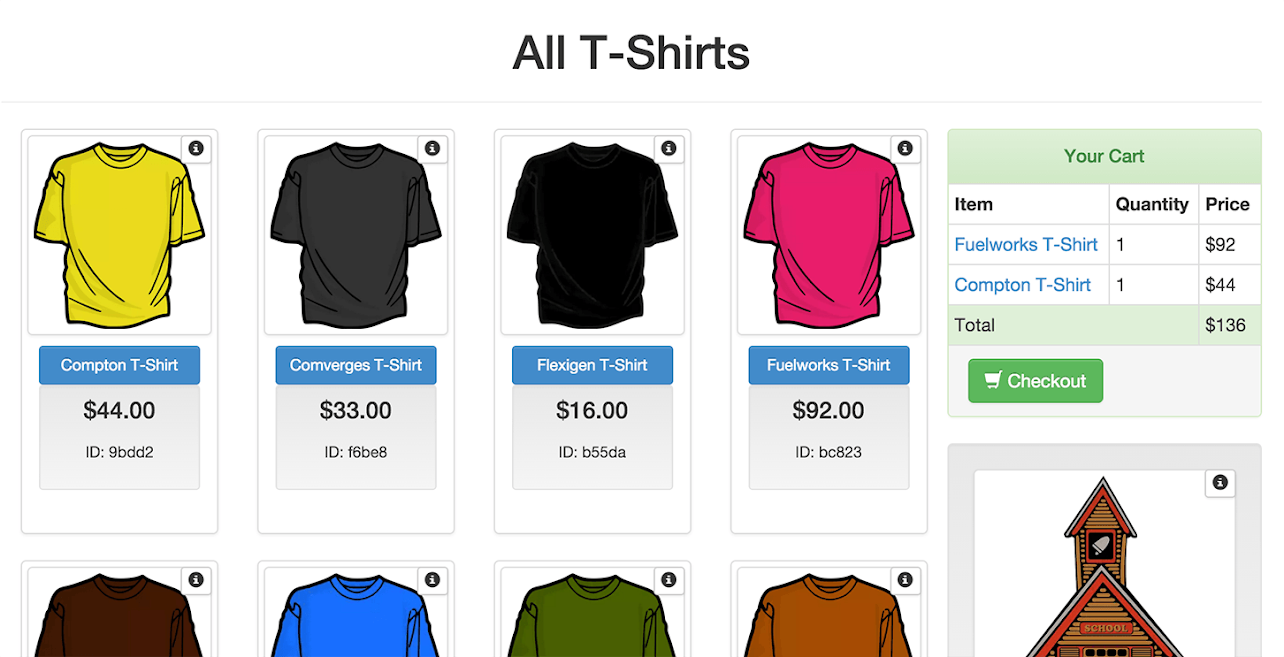 All T-Shirts
Compton T-Shirt
$44.00
ID: 9bdd2
Comverges T-Shirt
$33.00
ID: f6be8
Flexigen T-Shirt
$16.00
ID: b55da
Fuelworks T-Shirt
$92.00
ID: bc823
Your Cart
Item Quantity Price
Fuelworks T-Shirt 1 $92
Compton T-Shirt 1 $44
Total $136
Checkout
SCHOOL